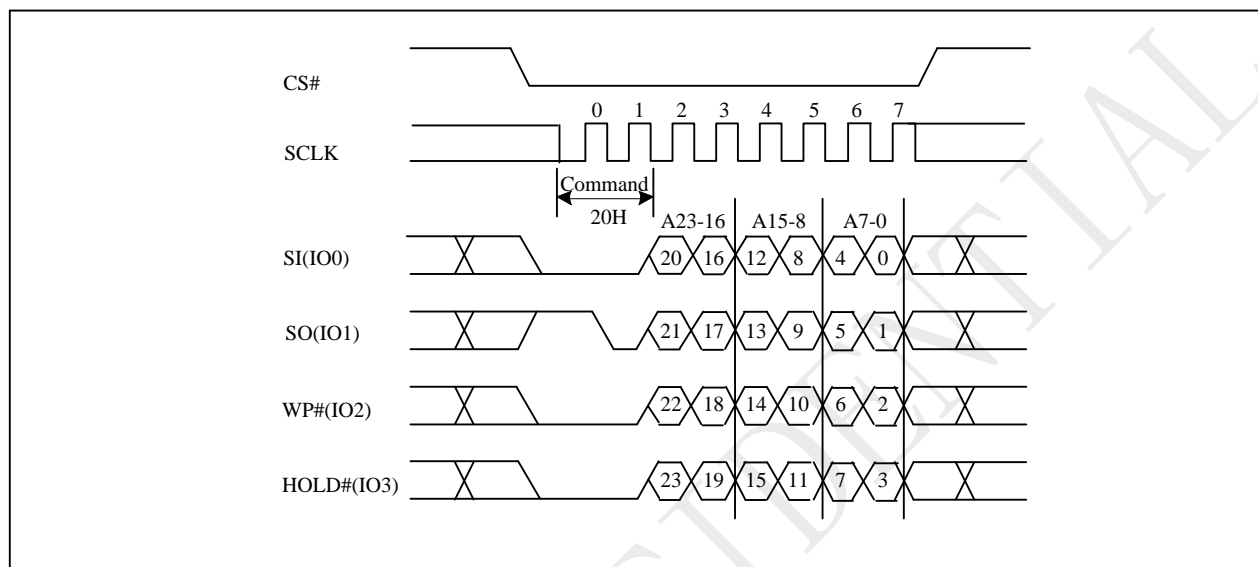 CS#
0 1 2 3 4 5 6 7
SCLK
Command
20H
A23-16 A15-8 A7-0
SI(IO0) 20 16 12 8 4 0
SO(IO1) 21 17 13 9 5 1
WP#(IO2) 22 18 14 10 6 2
HOLD#(IO3) 23 19 15 11 7 3